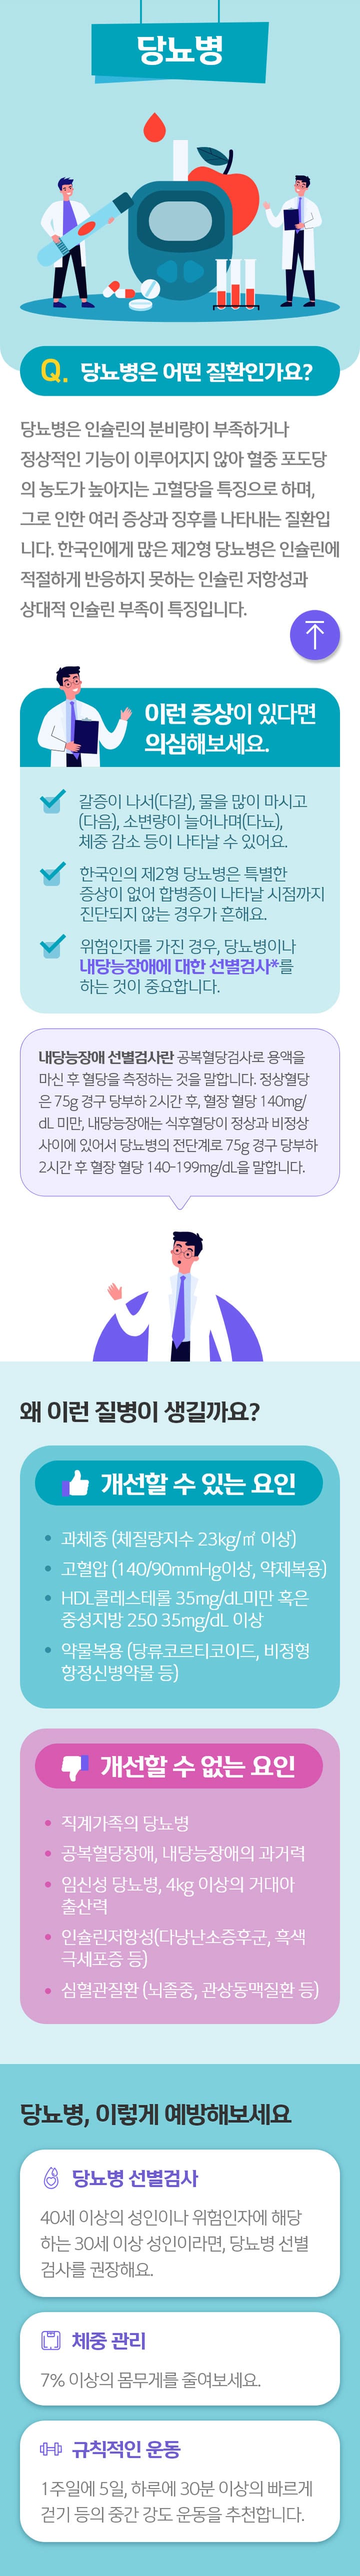 당뇨병
Q. 당뇨병은 어떤 질환인가요?
당뇨병은 인슐린의 분비량이 부족하거나
정상적인 기능이 이루어지지 않아 혈중 포도당
의 농도가 높아지는 고혈당을 특징으로 하며,
그로 인한 여러 증상과 징후를 나타내는 질환입
니다. 한국인에게 많은 제2형 당뇨병은 인슐린에
적절하게 반응하지 못하는 인슐린 저항성과
상대적 인슐린 부족이 특징입니다.
이런 증상이 있다면
의심해보세요.
갈증이 나서(다갈), 물을 많이 마시고
(다음), 소변량이 늘어나며(다뇨),
체중 감소 등이 나타날 수 있어요.
한국인의 제2형 당뇨병은 특별한
증상이 없어 합병증이 나타날 시점까지
진단되지 않는 경우가 흔해요.
위험인자를 가진 경우, 당뇨병이나
내당능장애에 대한 선별검사*를
하는 것이 중요합니다.
내당능장애 선별검사란 공복혈당검사로 용액을
마신 후 혈당을 측정하는 것을 말합니다. 정상혈당
은 75g 경구 당부하 2시간 후, 혈장 혈당 140mg/
dL 미만, 내당능장애는 식후혈당이 정상과 비정상
사이에 있어서 당뇨병의 전단계로 75g 경구 당부하
2시간 후 혈장 혈당 140-199mg/dL을 말합니다.
왜 이런 질병이 생길까요?
개선할 수 있는 요인
• 과체중 (체질량지수 23kg/㎡ 이상)
• 고혈압 (140/90mmHg이상, 약제복용)
• HDL콜레스테롤 35mg/dL미만 혹은
중성지방 250 35mg/dL 이상
• 약물복용 (당류코르티코이드, 비정형
항정신병약물 등)
개선할 수 없는 요인
• 직계가족의 당뇨병
• 공복혈당장애, 내당능장애의 과거력
• 임신성 당뇨병, 4kg 이상의 거대아
출산력
• 인슐린저항성(다낭난소증후군, 흑색
극세포증 등)
• 심혈관질환 (뇌졸중, 관상동맥질환 등)
당뇨병, 이렇게 예방해보세요
당뇨병 선별검사
40세 이상의 성인이나 위험인자에 해당
하는 30세 이상 성인이라면, 당뇨병 선별
검사를 권장해요.
체중 관리
7% 이상의 몸무게를 줄여보세요.
규칙적인 운동
1주일에 5일, 하루에 30분 이상의 빠르게
걷기 등의 중간 강도 운동을 추천합니다.